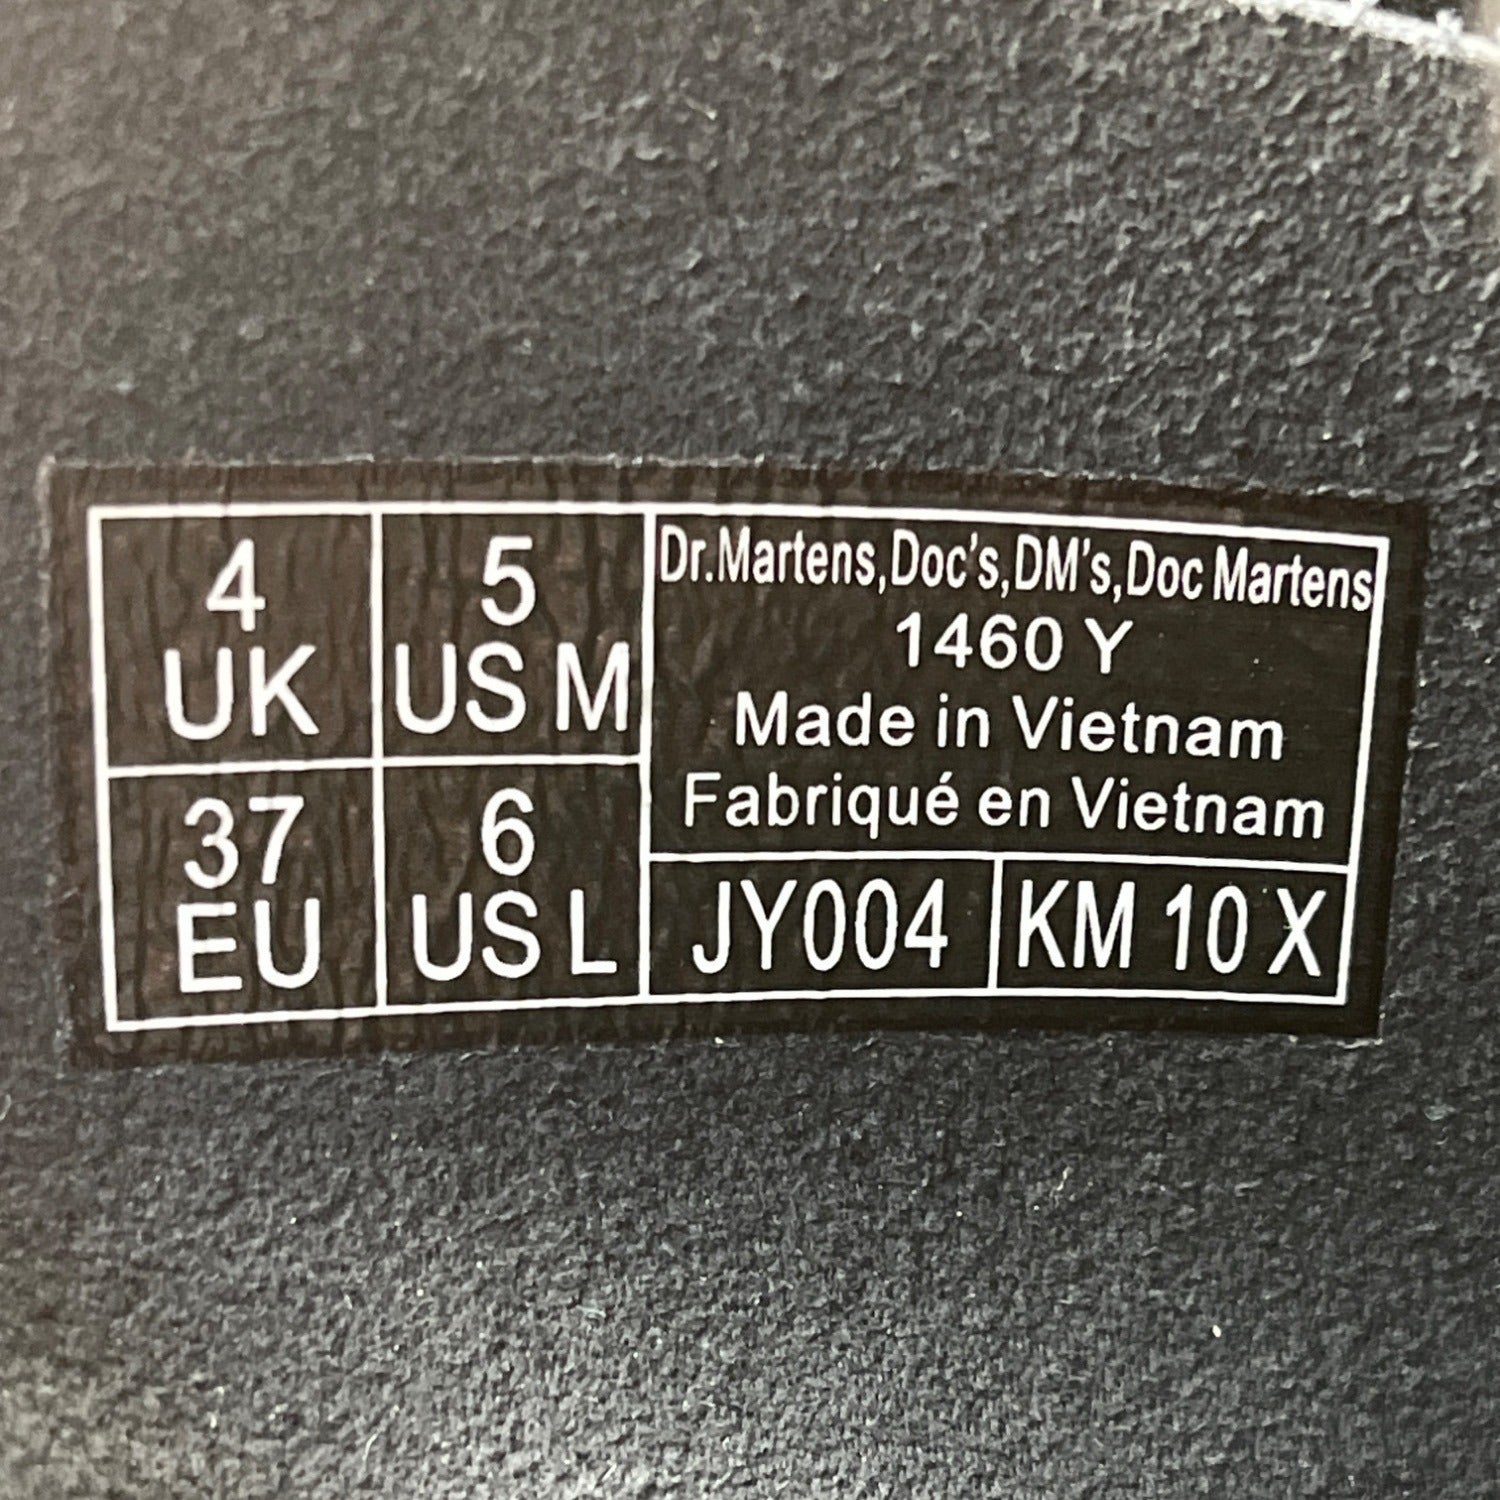 4
UK
5
US M
37
EU
6
US L
Dr.Martens,Doc's,DM's,Doc Martens
1460 Y
Made in Vietnam
Fabriqué en Vietnam
JY004
KM 10 X